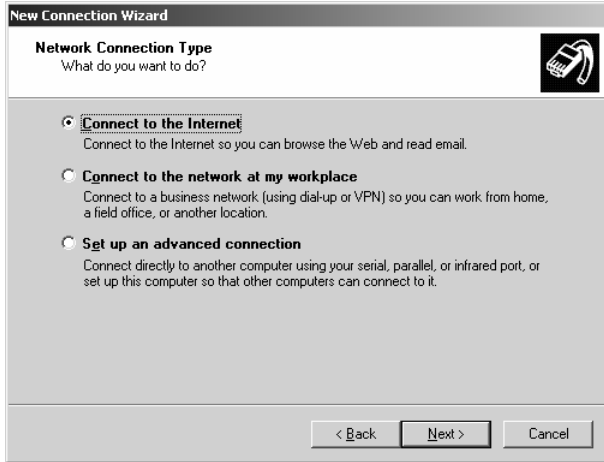 New Connection Wizard
Network Connection Type
What do you want to do?
Connect to the Internet
Connect to the Internet so you can browse the Web and read email.
Connect to the network at my workplace
Connect to a business network (using dial-up or VPN) so you can work from home,
a field office, or another location.
Set up an advanced connection
Connect directly to another computer using your serial, parallel, or infrared port, or
set up this computer so that other computers can connect to it.
< Back Next > Cancel